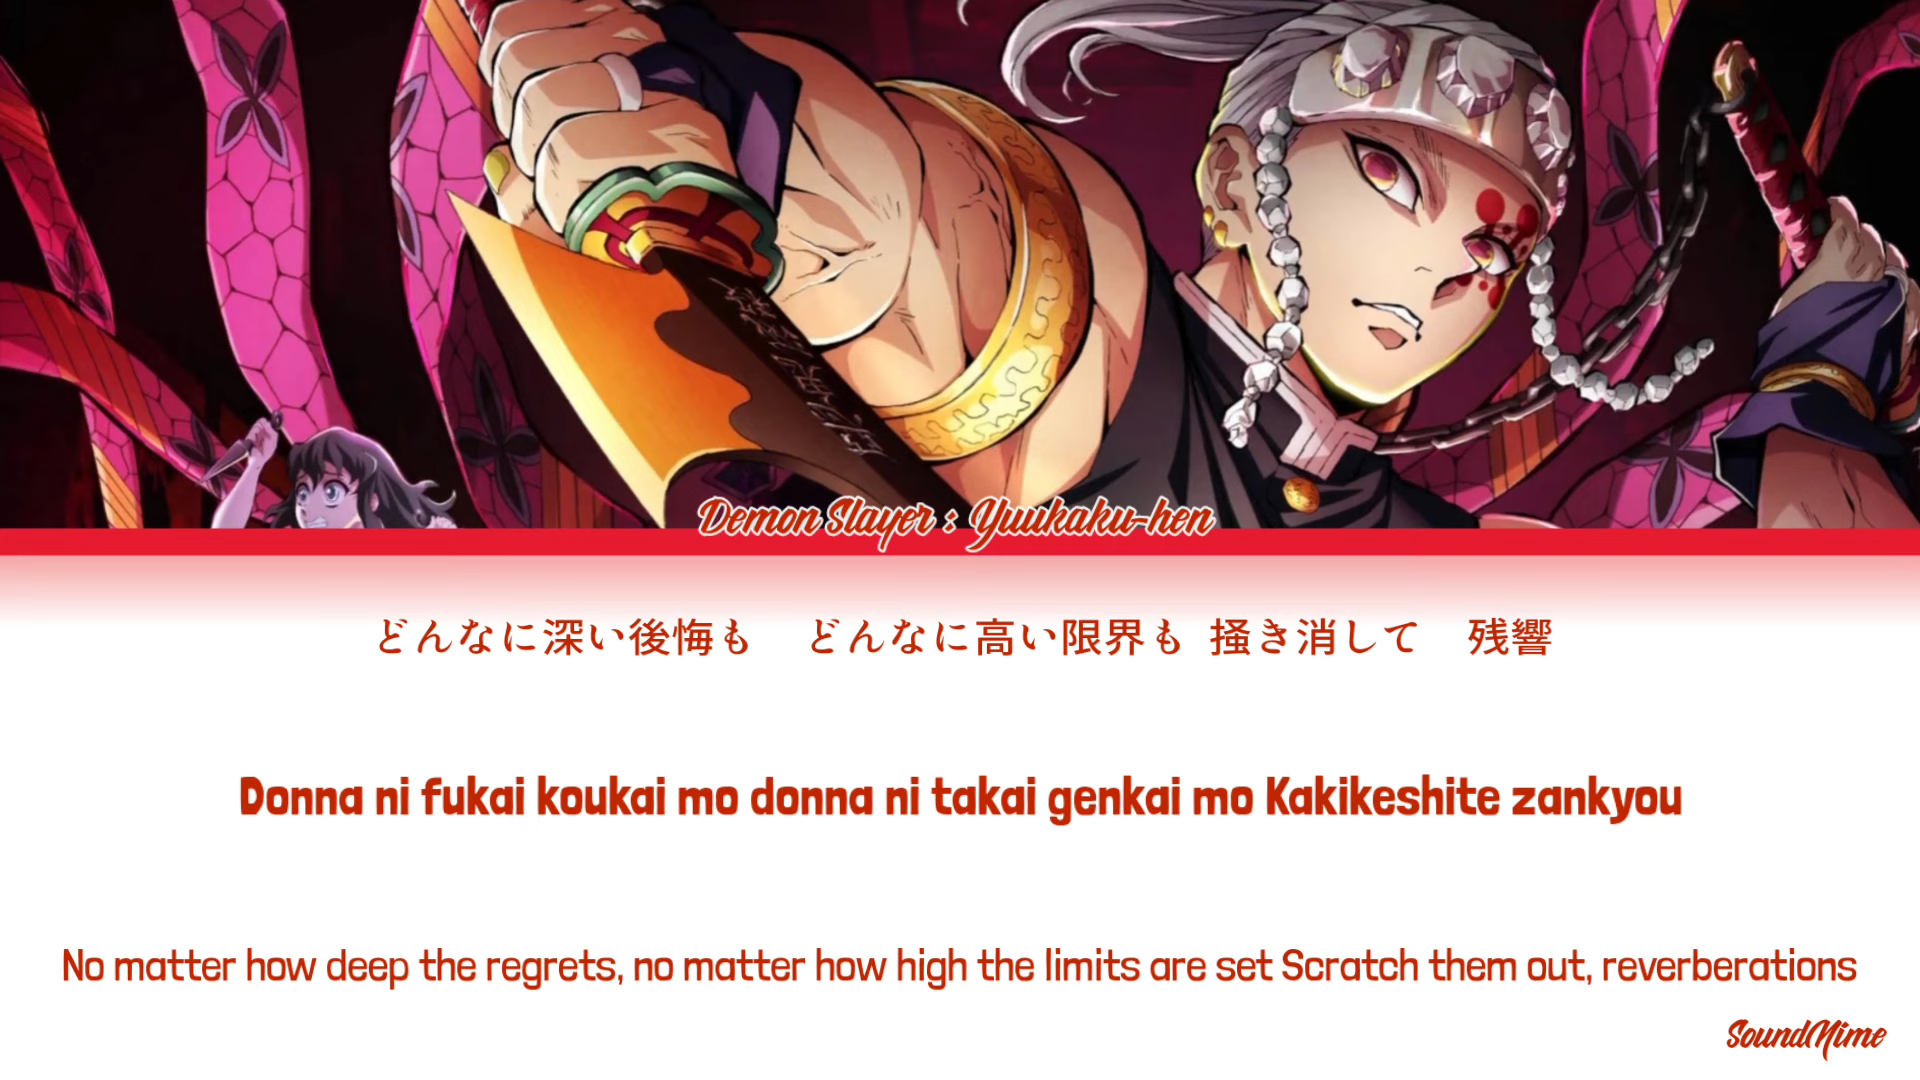 Demon Slayer : Yuukaku-hen
どんなに深い後悔も　どんなに高い限界も 掻き消して　残響
Donna ni fukai koukai mo donna ni takai genkai mo Kakikeshite zankyou
No matter how deep the regrets, no matter how high the limits are set Scratch them out, reverberations
SoundNime